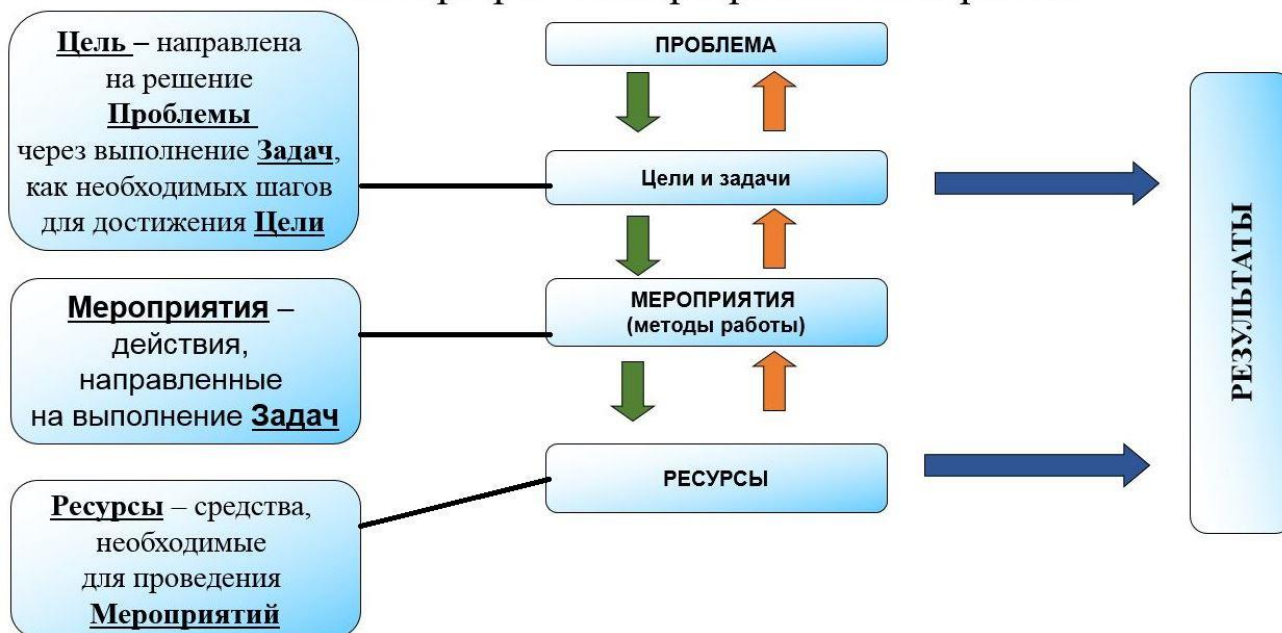 Цель – направлена
на решение
Проблемы
через выполнение Задач,
как необходимых шагов
для достижения Цели
Мероприятия –
действия,
направленные
на выполнение Задач
Ресурсы – средства,
необходимые
для проведения
Мероприятий
ПРОБЛЕМА
Цели и задачи
МЕРОПРИЯТИЯ
(методы работы)
РЕСУРСЫ
РЕЗУЛЬТАТЫ